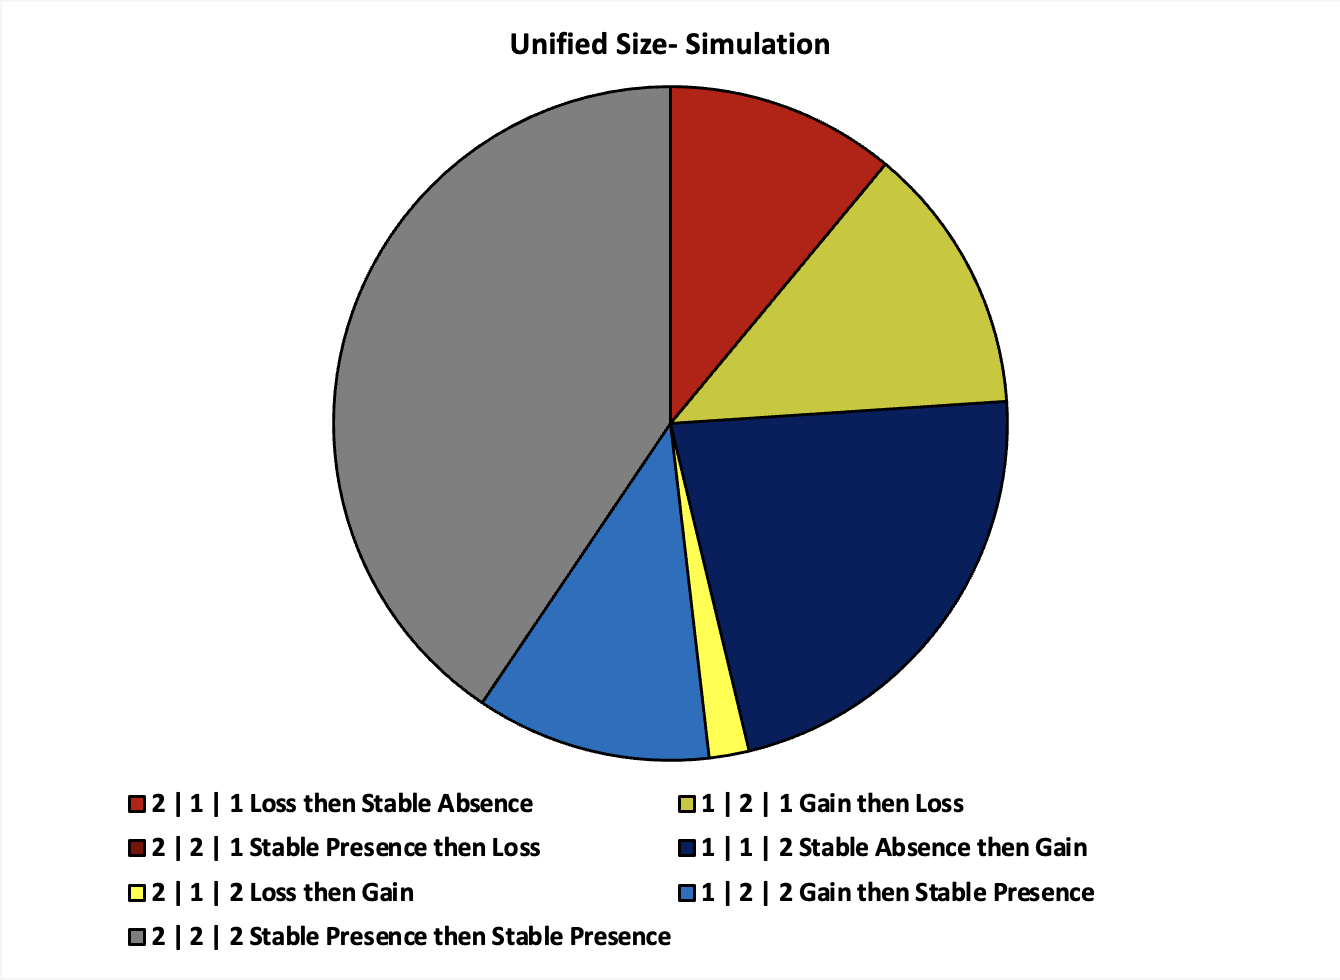 Unified Size- Simulation
2 | 1 | 1 Loss then Stable Absence
1 | 2 | 1 Gain then Loss
2 | 2 | 1 Stable Presence then Loss
1 | 1 | 2 Stable Absence then Gain
2 | 1 | 2 Loss then Gain
1 | 2 | 2 Gain then Stable Presence
2 | 2 | 2 Stable Presence then Stable Presence